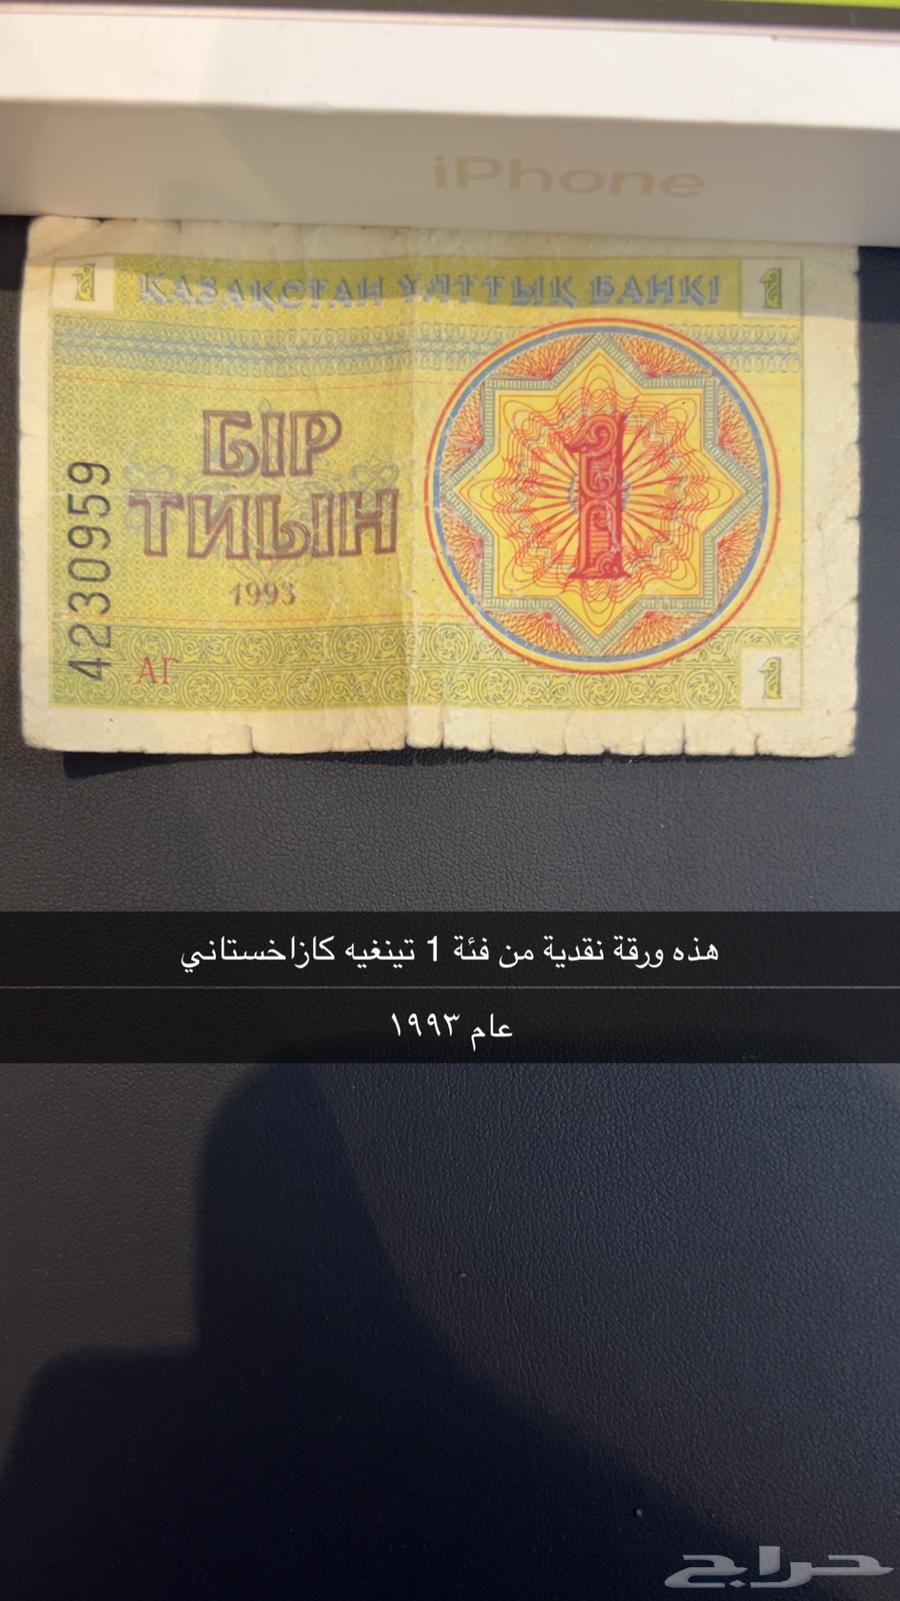 iPhone
1 ҚАЗАҚСТАН ҰЛТТЫҚ БАНКІ 1
БІР
ТИЫН
1993
4230959
АГ
1
1
هذه ورقة نقدية من فئة 1 تينغيه كازاخستاني
عام ١٩٩٣
حراج